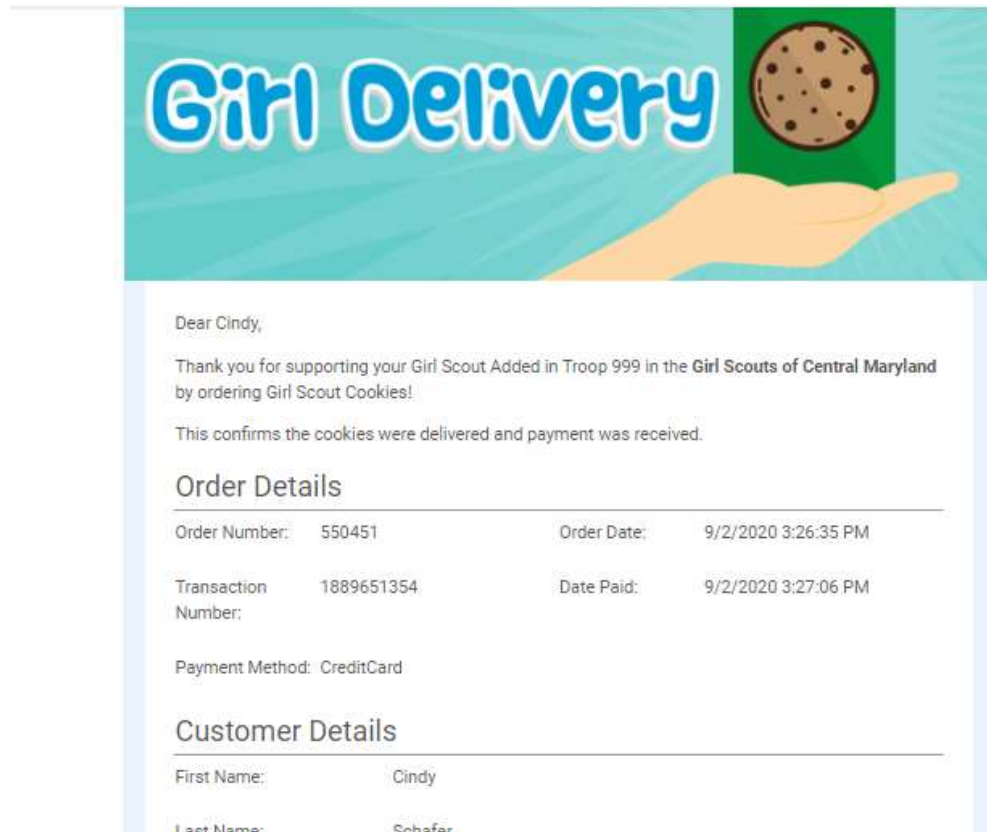 Girl Delivery
Dear Cindy,
Thank you for supporting your Girl Scout Added in Troop 999 in the Girl Scouts of Central Maryland
by ordering Girl Scout Cookies!
This confirms the cookies were delivered and payment was received.
Order Details
Order Number: 550451 Order Date: 9/2/2020 3:26:35 PM
Transaction 1889651354 Date Paid: 9/2/2020 3:27:06 PM
Number:
Payment Method: CreditCard
Customer Details
First Name: Cindy
Last Name: Schafer